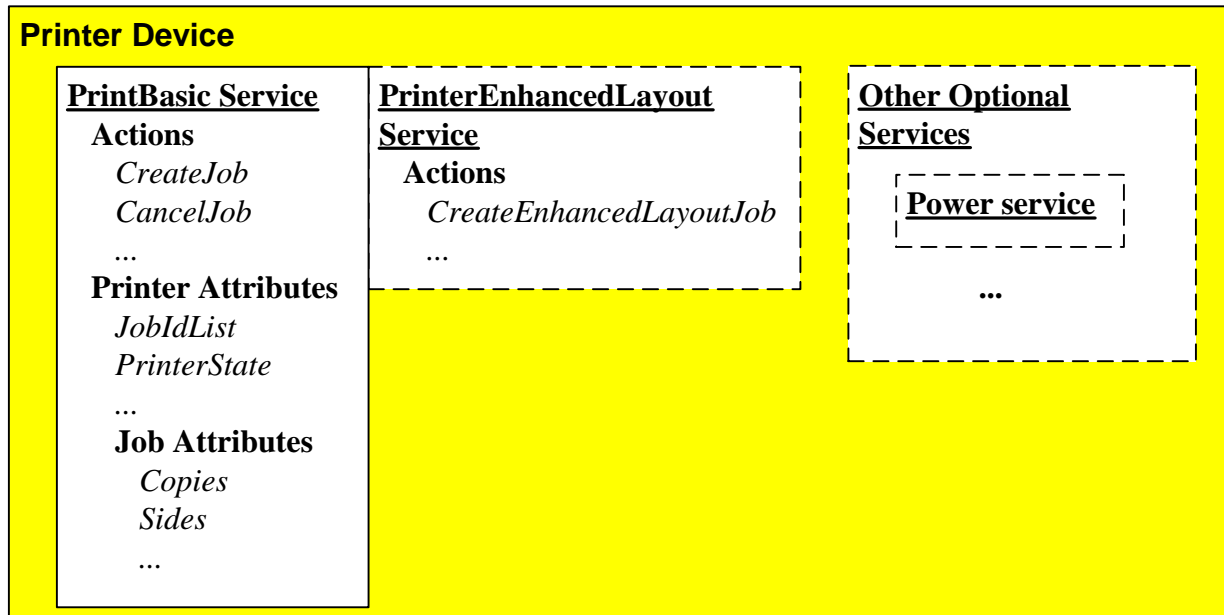 Printer Device
PrintBasic Service
Actions
CreateJob
CancelJob
...
Printer Attributes
JobIdList
PrinterState
...
Job Attributes
Copies
Sides
...
PrinterEnhancedLayout
Service
Actions
CreateEnhancedLayoutJob
...
Other Optional
Services
Power service
...